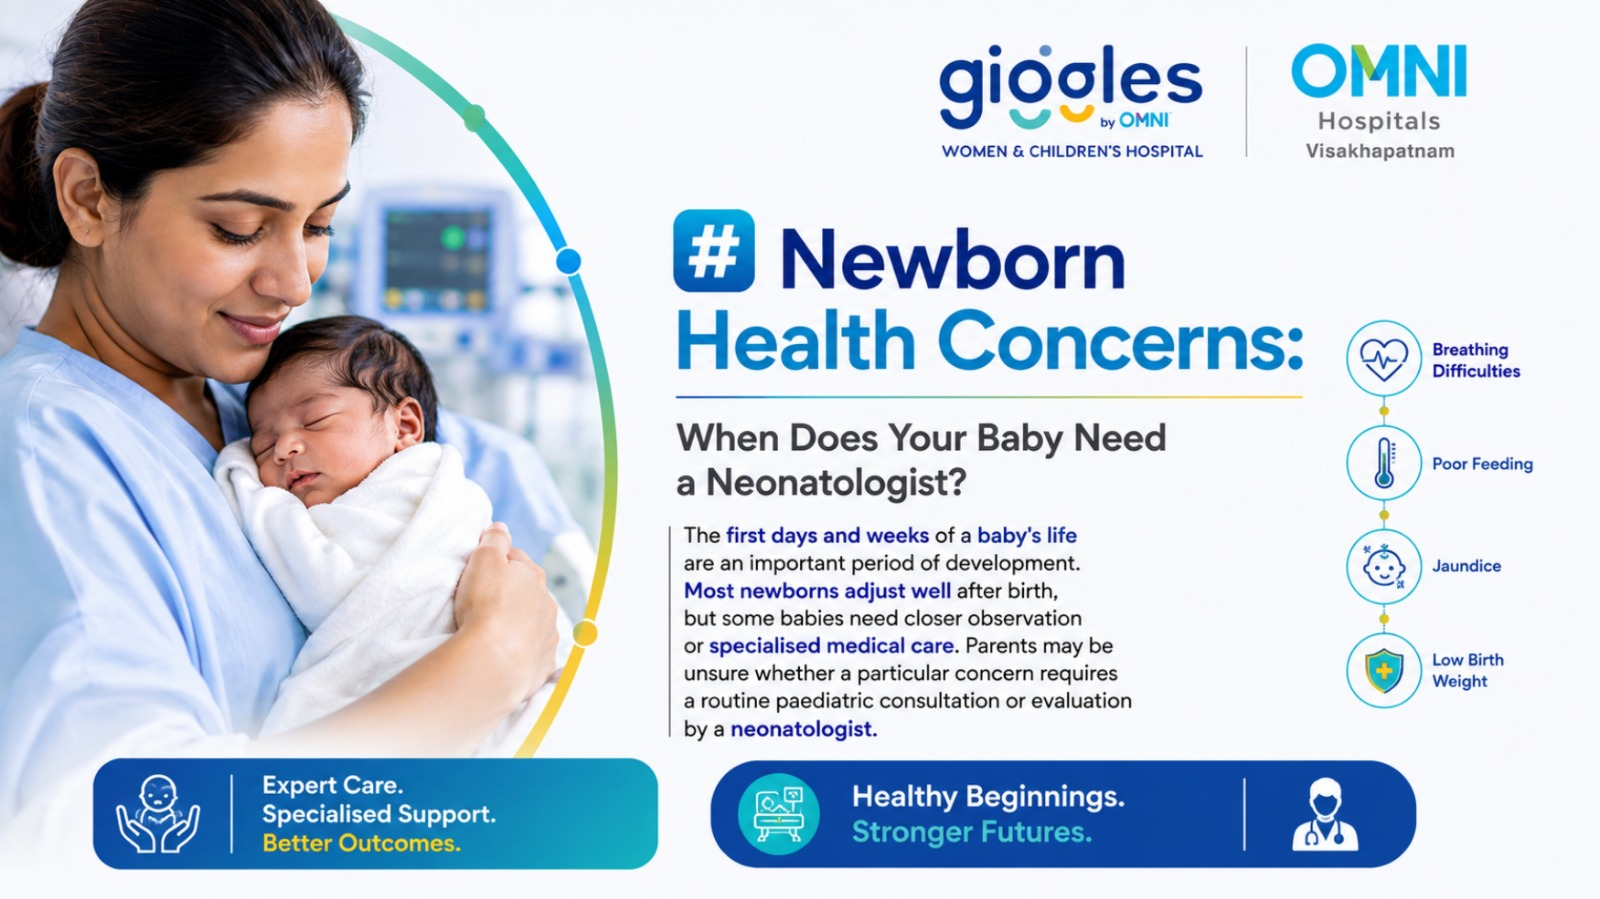 giggles
by OMNI
WOMEN & CHILDREN'S HOSPITAL
OMNI
Hospitals
Visakhapatnam
# Newborn
Health Concerns:
When Does Your Baby Need
a Neonatologist?
The first days and weeks of a baby's life
are an important period of development.
Most newborns adjust well after birth,
but some babies need closer observation
or specialised medical care. Parents may be
unsure whether a particular concern requires
a routine paediatric consultation or evaluation
by a neonatologist.
Breathing
Difficulties
Poor Feeding
Jaundice
Low Birth
Weight
Expert Care.
Specialised Support.
Better Outcomes.
Healthy Beginnings.
Stronger Futures.